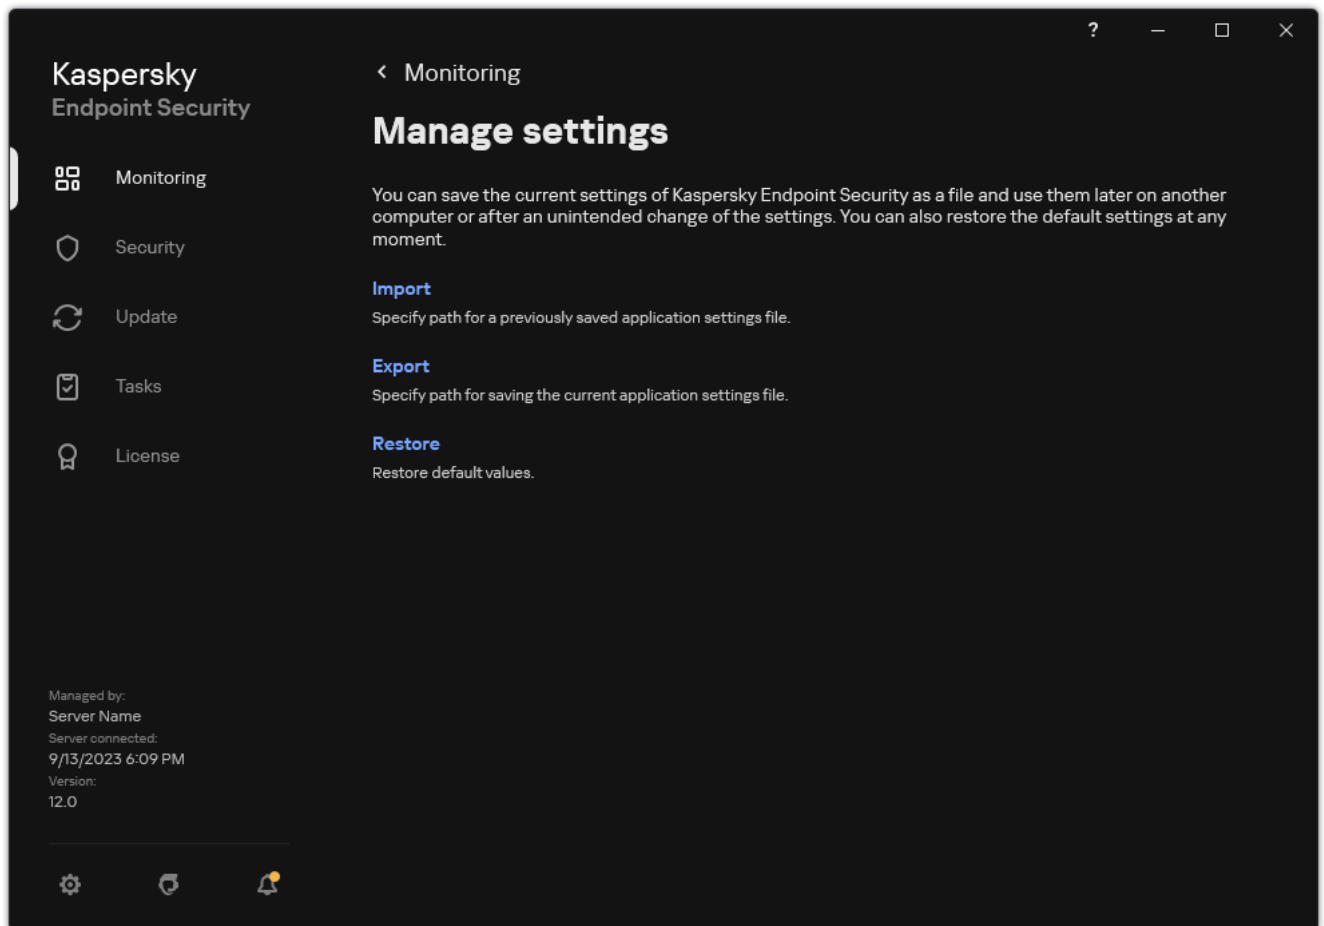 ?
Kaspersky
Endpoint Security
Monitoring
Security
Update
Tasks
License
Managed by:
Server Name
Server connected:
9/13/2023 6:09 PM
Version:
12.0
Monitoring
Manage settings
You can save the current settings of Kaspersky Endpoint Security as a file and use them later on another
computer or after an unintended change of the settings. You can also restore the default settings at any
moment.
Import
Specify path for a previously saved application settings file.
Export
Specify path for saving the current application settings file.
Restore
Restore default values.